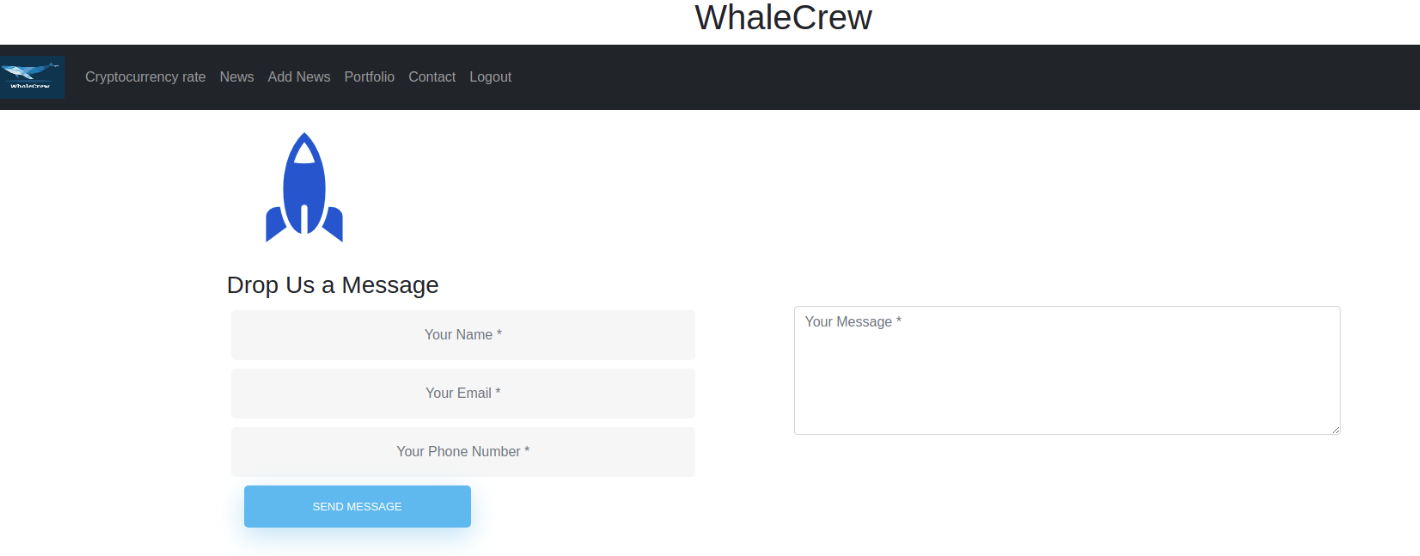 WhaleCrew
WhaleCrew
Cryptocurrency rate News Add News Portfolio Contact Logout
Drop Us a Message
Your Name *
Your Email *
Your Phone Number *
SEND MESSAGE
Your Message *